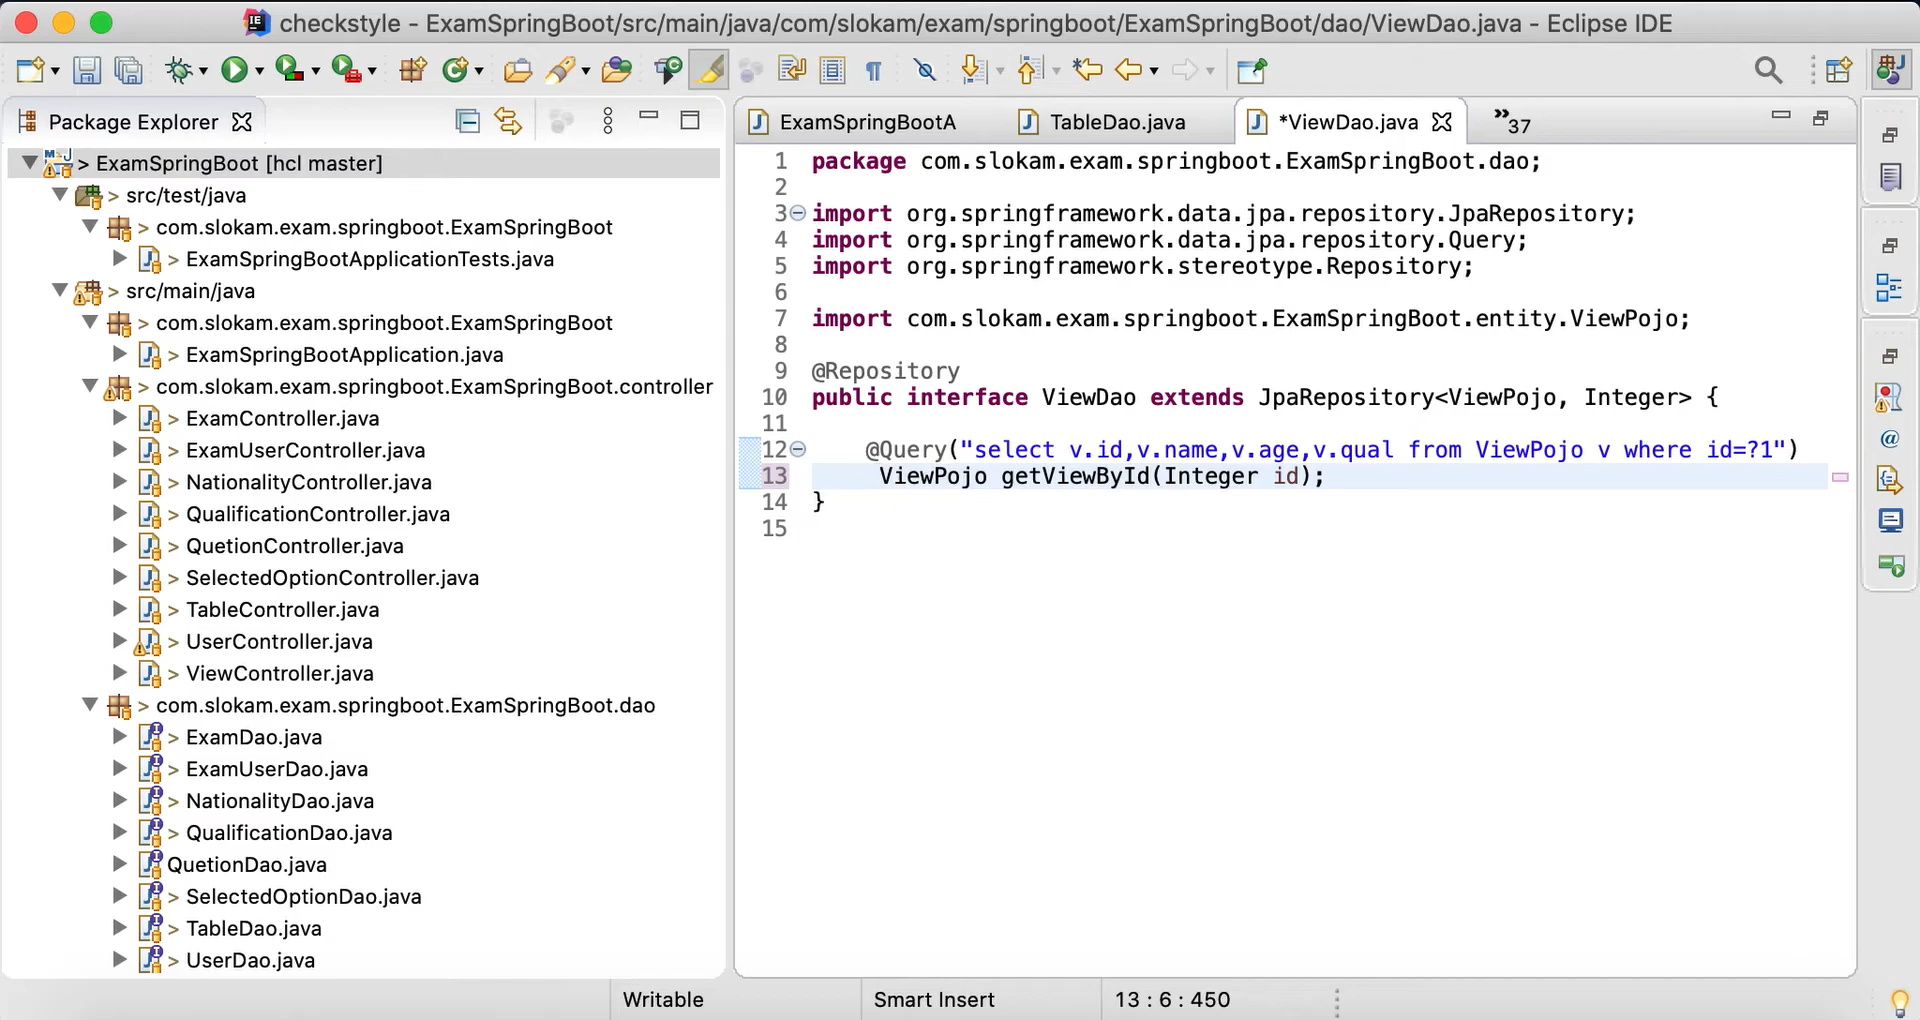 checkstyle - ExamSpringBoot/src/main/java/com/slokam/exam/springboot/ExamSpringBoot/dao/ViewDao.java - Eclipse IDE
Package Explorer
> ExamSpringBoot [hcl master]
> src/test/java
> com.slokam.exam.springboot.ExamSpringBoot
> ExamSpringBootApplicationTests.java
> src/main/java
> com.slokam.exam.springboot.ExamSpringBoot
> ExamSpringBootApplication.java
> com.slokam.exam.springboot.ExamSpringBoot.controller
> ExamController.java
> ExamUserController.java
> NationalityController.java
> QualificationController.java
> QuetionController.java
> SelectedOptionController.java
> TableController.java
> UserController.java
> ViewController.java
> com.slokam.exam.springboot.ExamSpringBoot.dao
> ExamDao.java
> ExamUserDao.java
> NationalityDao.java
> QualificationDao.java
QuetionDao.java
> SelectedOptionDao.java
> TableDao.java
> UserDao.java
ExamSpringBootA TableDao.java *ViewDao.java »37
1 package com.slokam.exam.springboot.ExamSpringBoot.dao;
2
3 import org.springframework.data.jpa.repository.JpaRepository;
4 import org.springframework.data.jpa.repository.Query;
5 import org.springframework.stereotype.Repository;
6
7 import com.slokam.exam.springboot.ExamSpringBoot.entity.ViewPojo;
8
9 @Repository
10 public interface ViewDao extends JpaRepository<ViewPojo, Integer> {
11
12 @Query("select v.id,v.name,v.age,v.qual from ViewPojo v where id=?1")
13 ViewPojo getViewById(Integer id);
14 }
15
Writable Smart Insert 13 : 6 : 450